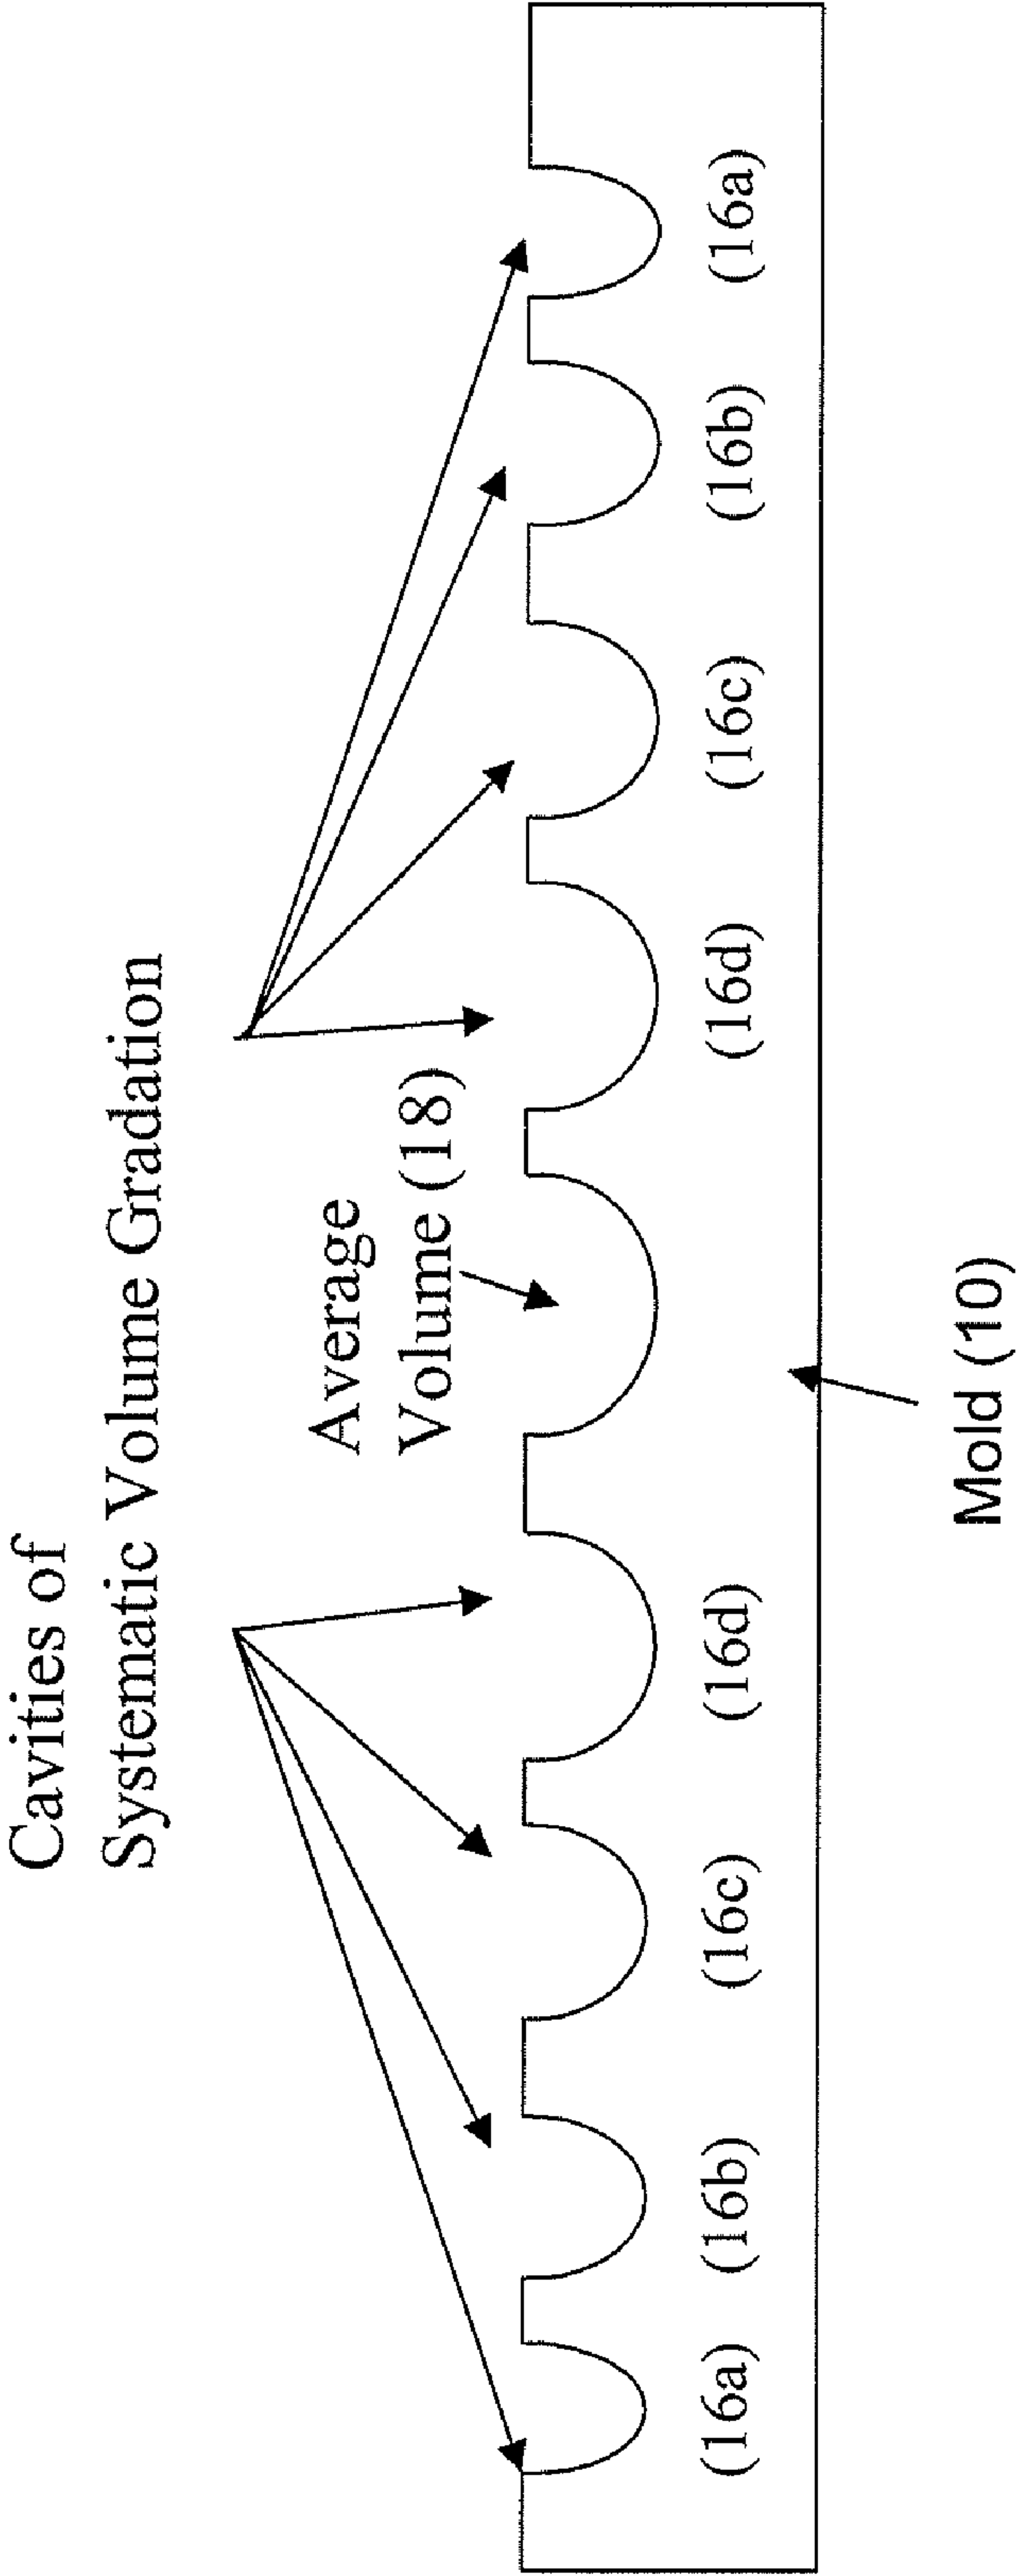 Cavities of
Systematic Volume Gradation
Average
Volume (18)
(16a) (16b) (16c) (16d) (16d) (16c) (16b) (16a)
Mold (10)